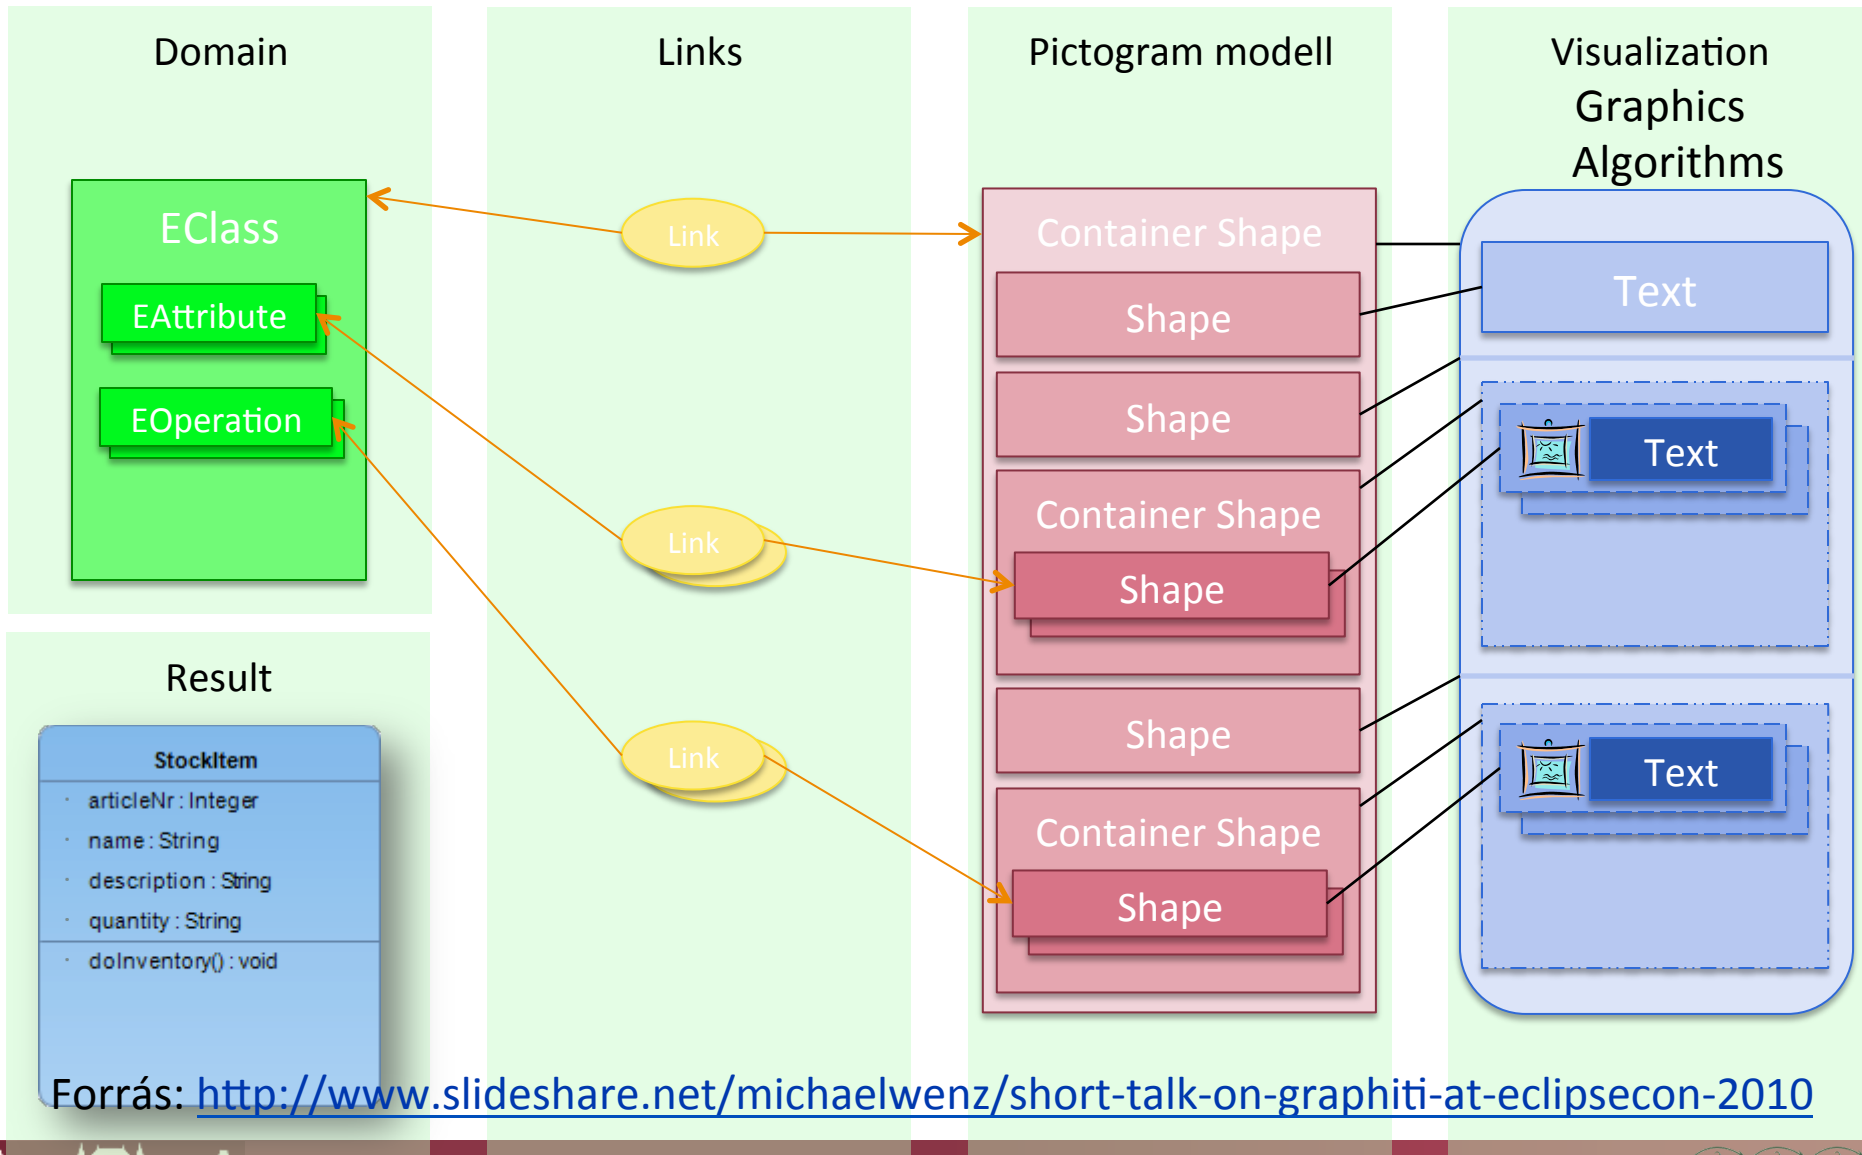 Domain
EClass
EAttribute
EOperation
Result
StockItem
articleNr : Integer
name : String
description : String
quantity : String
doInventory() : void
Links
Link
Link
Link
Pictogram modell
Container Shape
Shape
Shape
Container Shape
Shape
Shape
Container Shape
Shape
Visualization
Graphics
Algorithms
Text
Text
Text
Forrás: http://www.slideshare.net/michaelwenz/short-talk-on-graphiti-at-eclipsecon-2010